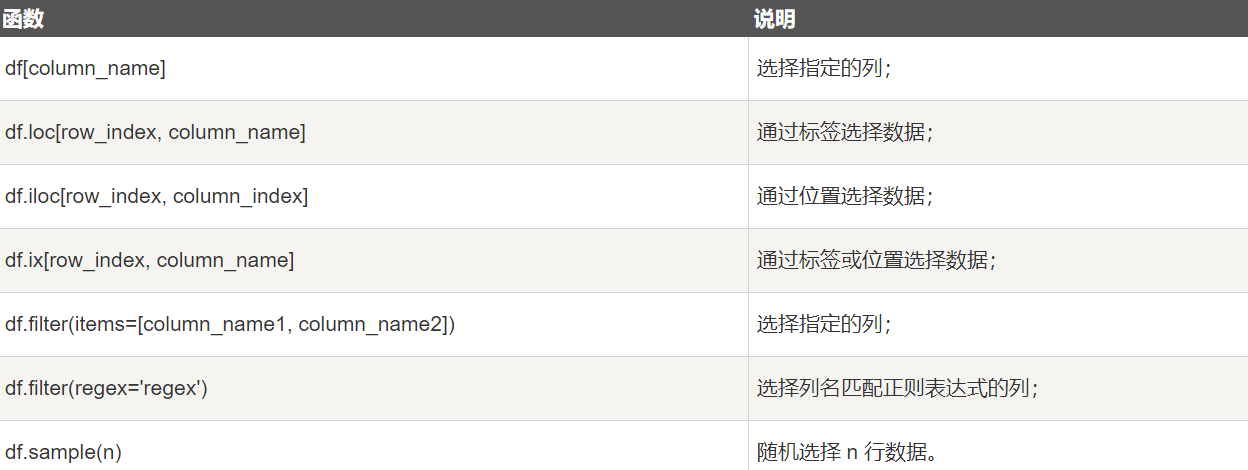 函数 说明
df[column_name] 选择指定的列；
df.loc[row_index, column_name] 通过标签选择数据；
df.iloc[row_index, column_index] 通过位置选择数据；
df.ix[row_index, column_name] 通过标签或位置选择数据；
df.filter(items=[column_name1, column_name2]) 选择指定的列；
df.filter(regex='regex') 选择列名匹配正则表达式的列；
df.sample(n) 随机选择 n 行数据。